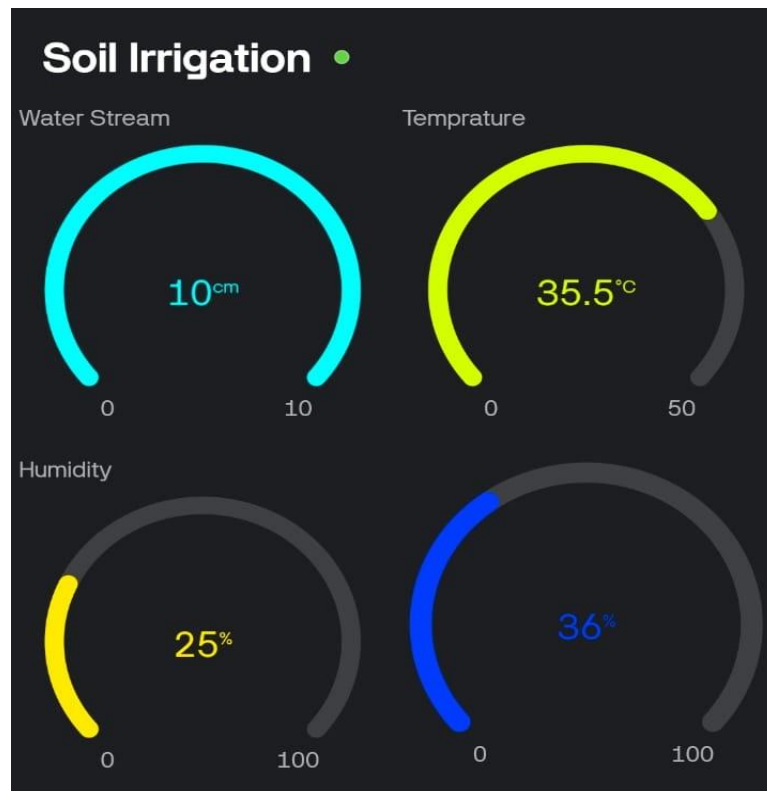 Soil Irrigation
Water Stream
Temprature
10cm
35.5°C
0 10
0 50
Humidity
25%
36%
0 100
0 100